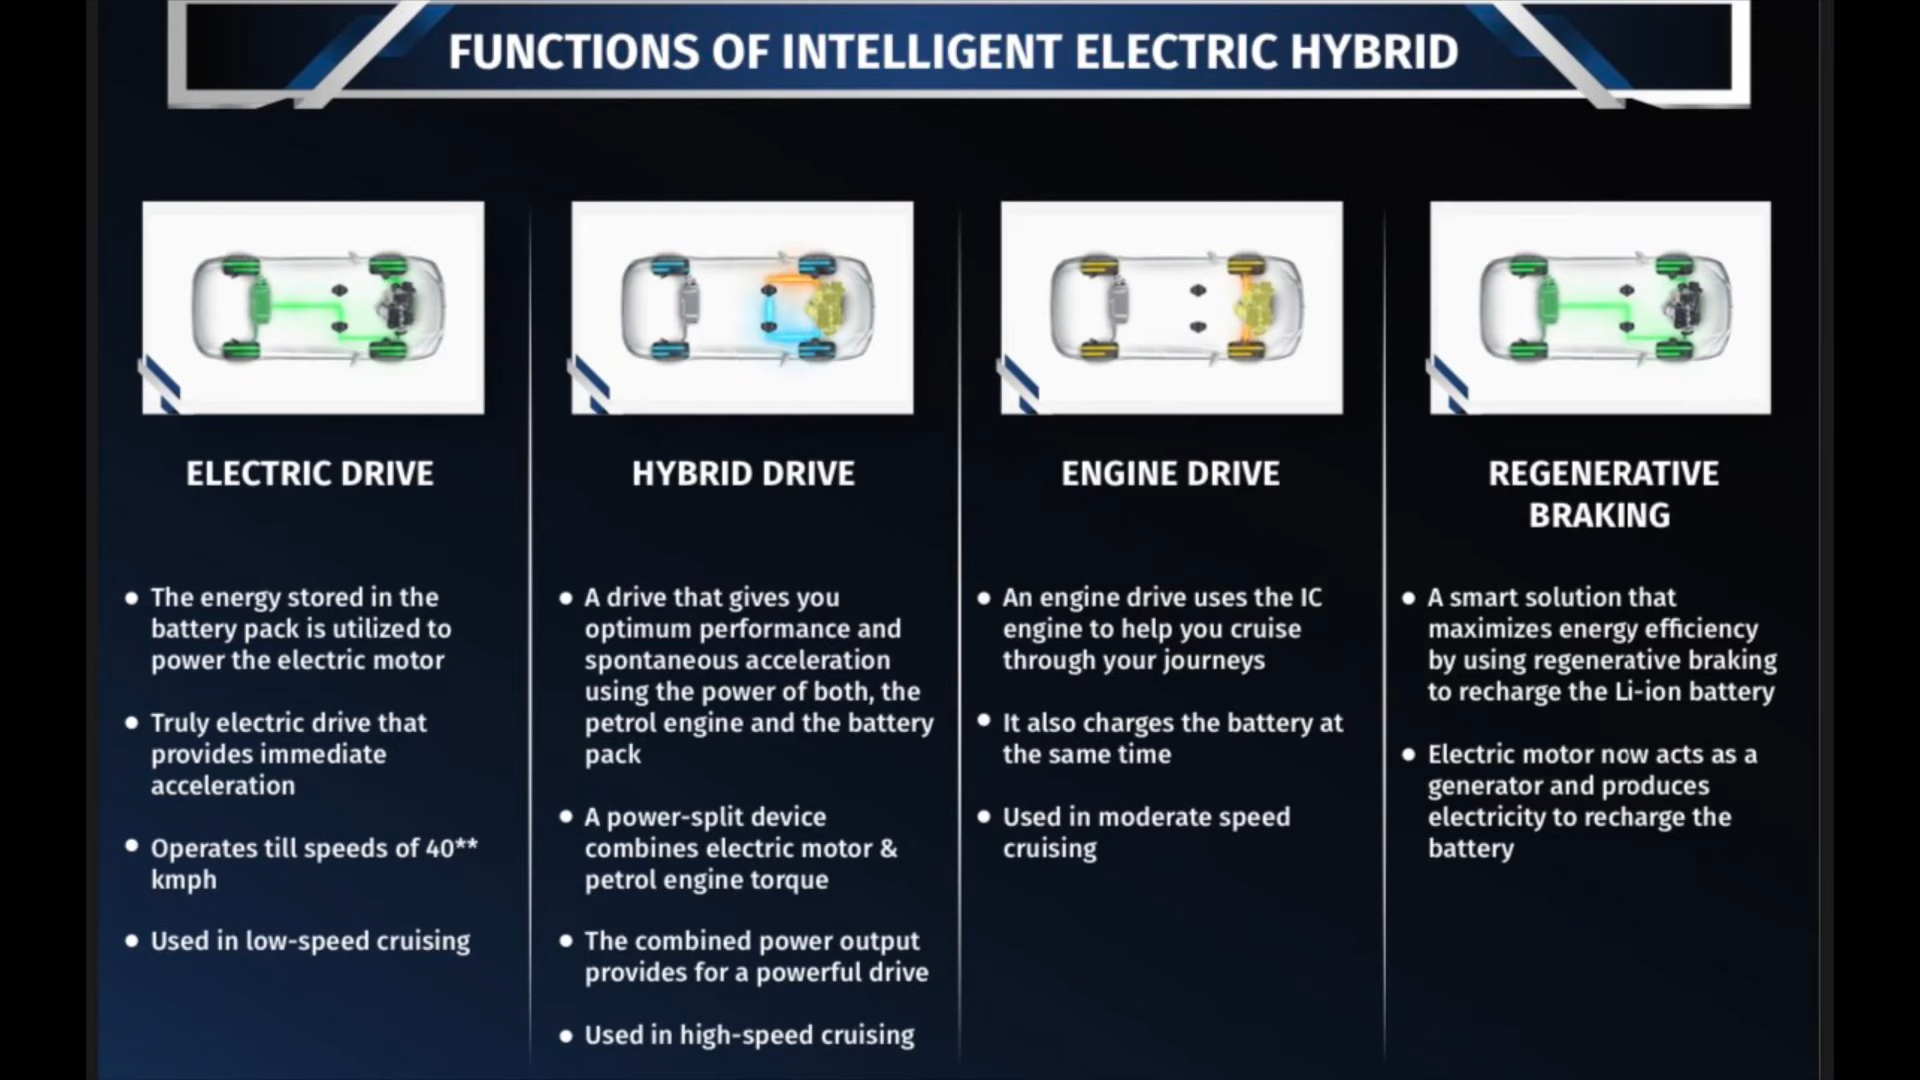 FUNCTIONS OF INTELLIGENT ELECTRIC HYBRID
ELECTRIC DRIVE
• The energy stored in the
battery pack is utilized to
power the electric motor
• Truly electric drive that
provides immediate
acceleration
• Operates till speeds of 40**
kmph
• Used in low-speed cruising
HYBRID DRIVE
• A drive that gives you
optimum performance and
spontaneous acceleration
using the power of both, the
petrol engine and the battery
pack
• A power-split device
combines electric motor &
petrol engine torque
• The combined power output
provides for a powerful drive
• Used in high-speed cruising
ENGINE DRIVE
• An engine drive uses the IC
engine to help you cruise
through your journeys
• It also charges the battery at
the same time
• Used in moderate speed
cruising
REGENERATIVE
BRAKING
• A smart solution that
maximizes energy efficiency
by using regenerative braking
to recharge the Li-ion battery
• Electric motor now acts as a
generator and produces
electricity to recharge the
battery